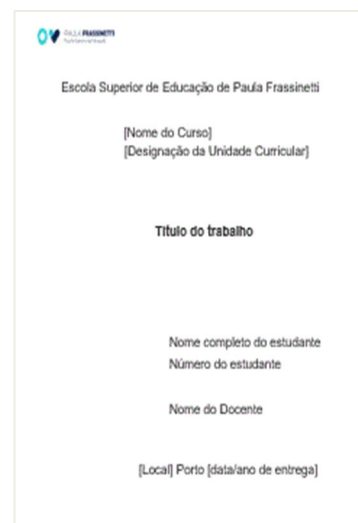 PAULA FRASSINETTI
Escola Superior de Educação de Paula Frassinetti
[Nome do Curso]
[Designação da Unidade Curricular]
Título do trabalho
Nome completo do estudante
Número do estudante
Nome do Docente
[Local] Porto [data/ano de entrega]